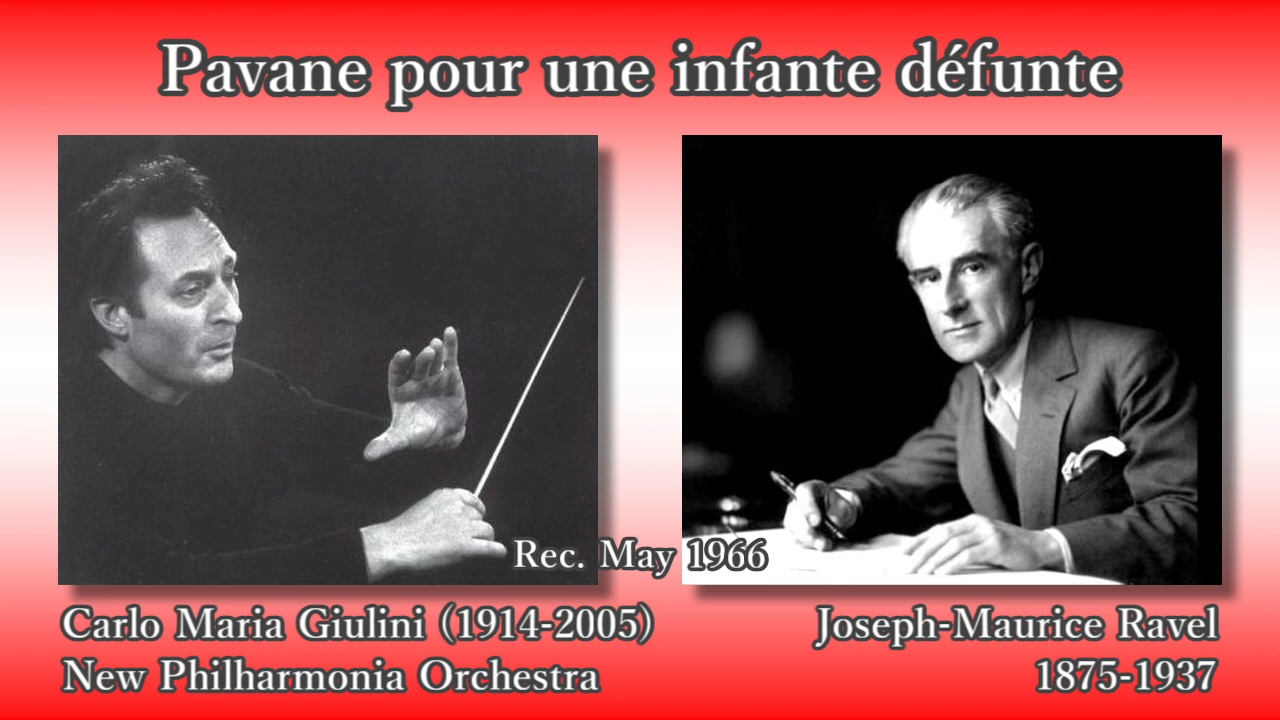 Pavane pour une infante défunte
Rec. May 1966
Carlo Maria Giulini (1914-2005)
New Philharmonia Orchestra
Joseph-Maurice Ravel
1875-1937